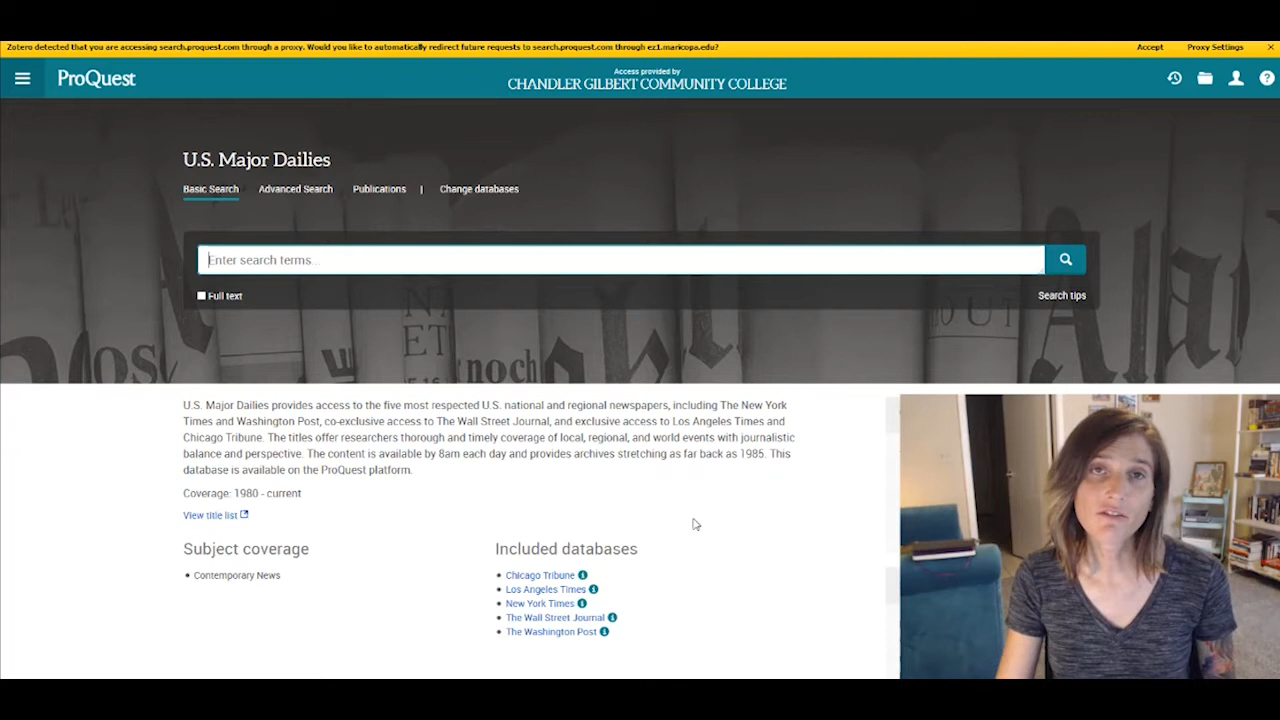 Zotero detected that you are accessing search.proquest.com through a proxy. Would you like to automatically redirect future requests to search.proquest.com through ez1.maricopa.edu?
Accept
Proxy Settings
×
ProQuest
Access provided by
CHANDLER GILBERT COMMUNITY COLLEGE
U.S. Major Dailies
Basic Search
Advanced Search
Publications
|
Change databases
Enter search terms...
Full text
Search tips
U.S. Major Dailies provides access to the five most respected U.S. national and regional newspapers, including The New York
Times and Washington Post, co-exclusive access to The Wall Street Journal, and exclusive access to Los Angeles Times and
Chicago Tribune. The titles offer researchers thorough and timely coverage of local, regional, and world events with journalistic
balance and perspective. The content is available by 8am each day and provides archives stretching as far back as 1985. This
database is available on the ProQuest platform.
Coverage: 1980 - current
View title list
Subject coverage
• Contemporary News
Included databases
• Chicago Tribune
• Los Angeles Times
• New York Times
• The Wall Street Journal
• The Washington Post